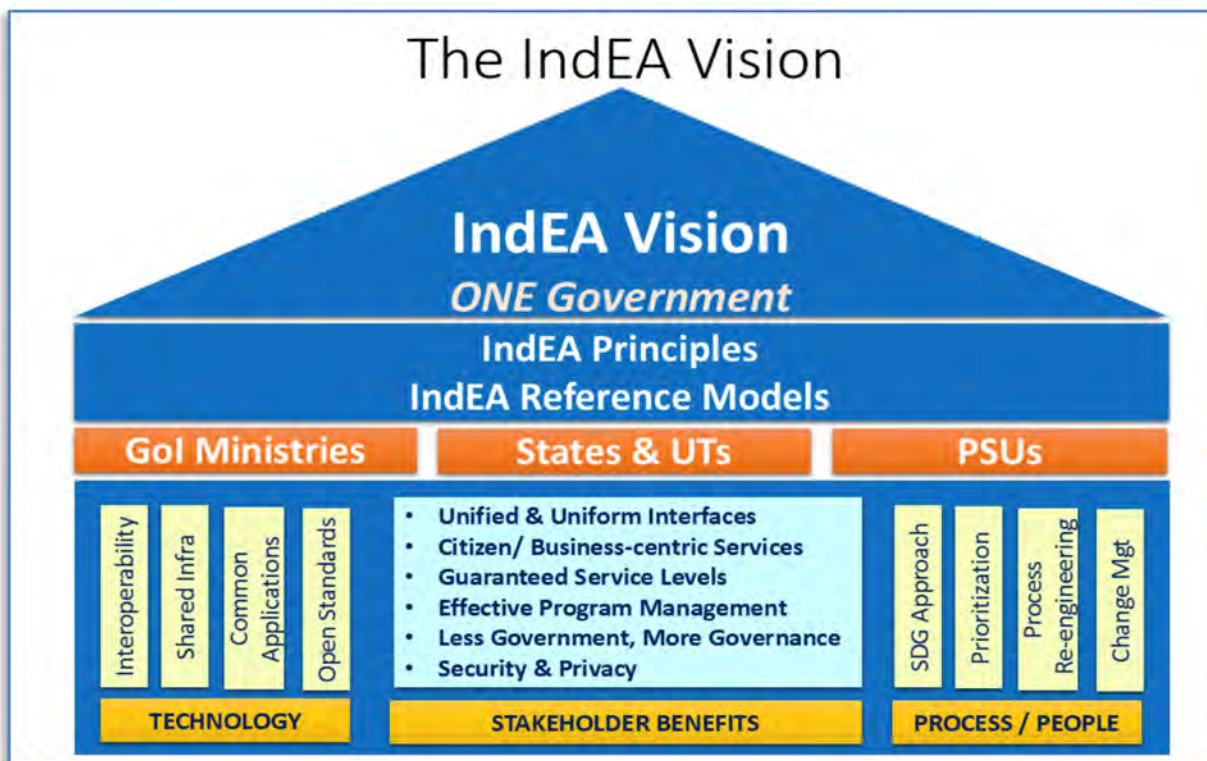 The IndEA Vision
IndEA Vision
ONE Government
IndEA Principles
IndEA Reference Models
GoI Ministries
States & UTs
PSUs
Interoperability
Shared Infra
Common
Applications
Open Standards
TECHNOLOGY
• Unified & Uniform Interfaces
• Citizen/ Business-centric Services
• Guaranteed Service Levels
• Effective Program Management
• Less Government, More Governance
• Security & Privacy
STAKEHOLDER BENEFITS
SDG Approach
Prioritization
Process
Re-engineering
Change Mgt
PROCESS / PEOPLE